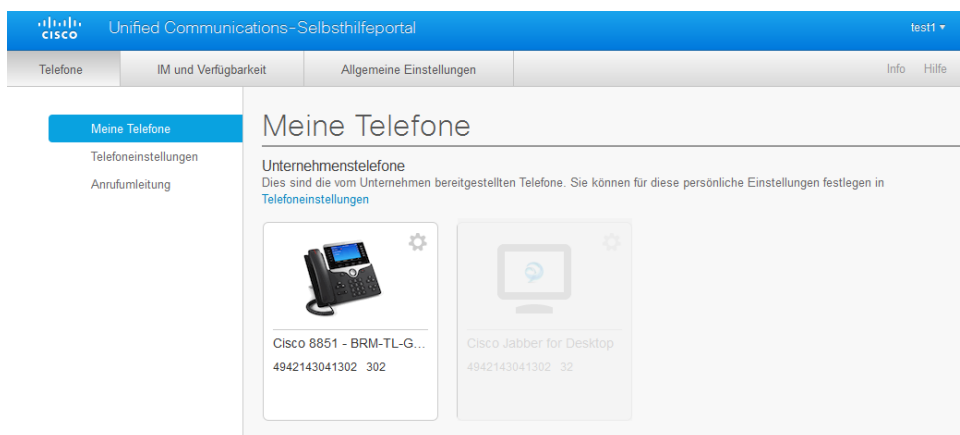 CISCO Unified Communications-Selbsthilfeportal test1
Telefone IM und Verfügbarkeit Allgemeine Einstellungen Info Hilfe
Meine Telefone
Telefoneinstellungen
Anrufumleitung
Meine Telefone
Unternehmenstelefone
Dies sind die vom Unternehmen bereitgestellten Telefone. Sie können für diese persönliche Einstellungen festlegen in
Telefoneinstellungen
Cisco 8851 - BRM-TL-G...
4942143041302 302
Cisco Jabber for Desktop
4942143041302 32